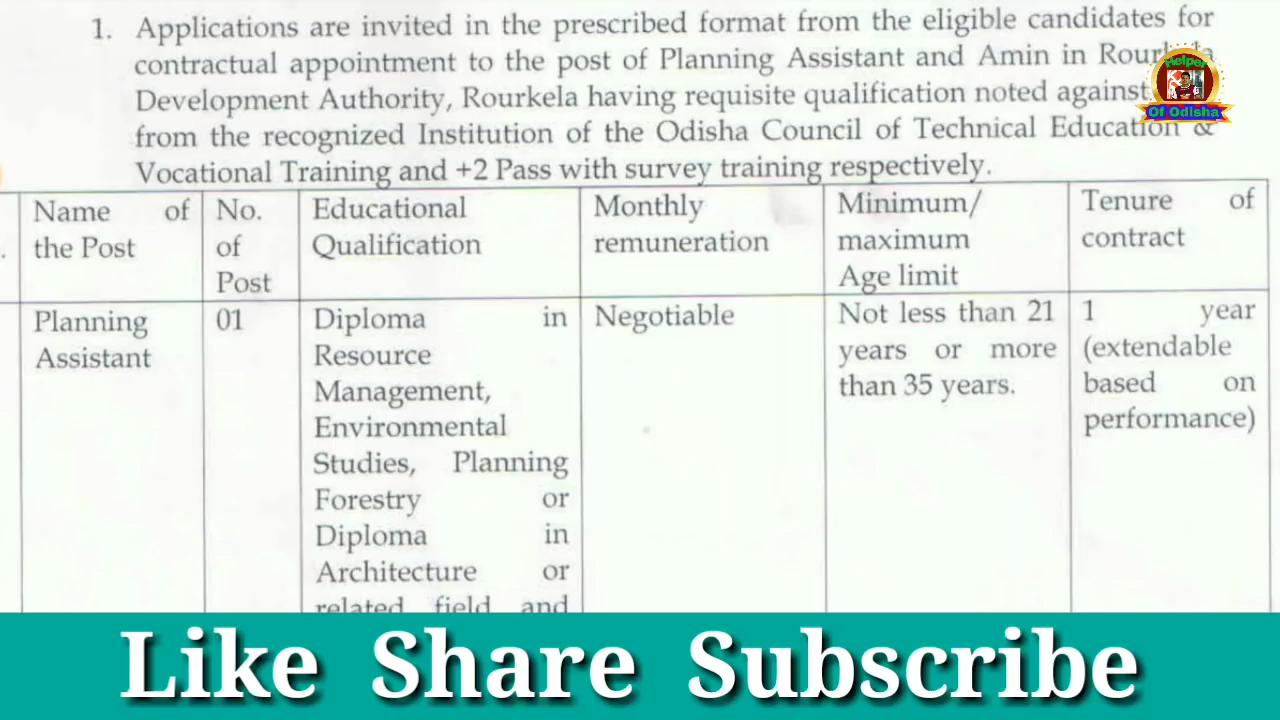 1. Applications are invited in the prescribed format from the eligible candidates for
contractual appointment to the post of Planning Assistant and Amin in
Development Authority, Rourkela having requisite qualification noted against
from the recognized Institution of the Odisha Council of Technical Education &
Vocational Training and +2 Pass with survey training respectively.
Helper
Of Odisha
Name of
the Post
No.
of
Post
Educational
Qualification
Monthly
remuneration
Minimum/
maximum
Age limit
Tenure of
contract
.
Planning
Assistant
01
Diploma in
Resource
Management,
Environmental
Studies, Planning
Forestry or
Diploma in
Architecture or
related field and
Negotiable
Not less than 21
years or more
than 35 years.
1 year
(extendable
based on
performance)
Like Share Subscribe